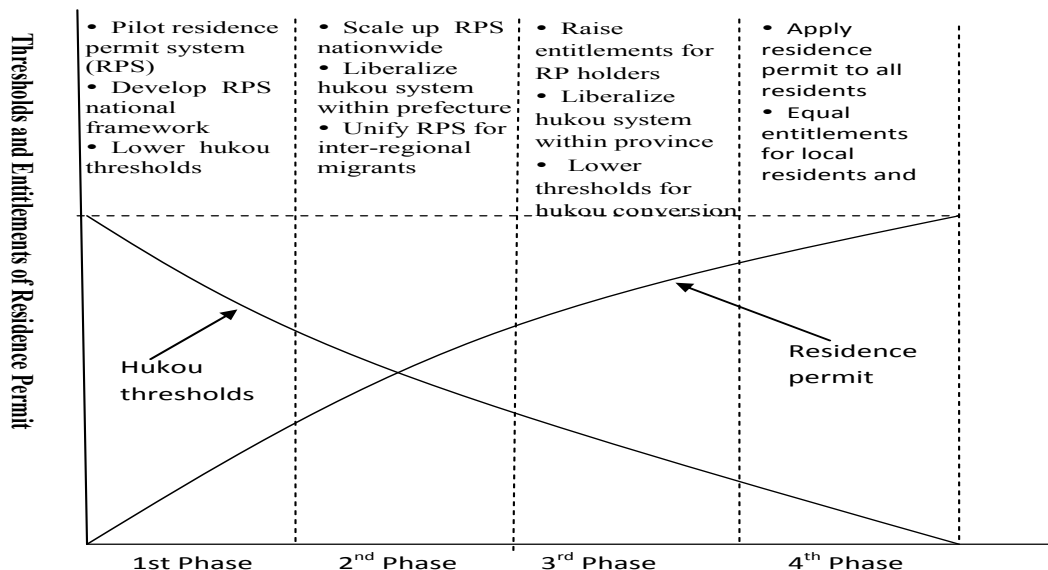 Thresholds and Entitlements of Residence Permit
• Pilot residence
permit system
(RPS)
• Develop RPS
national
framework
• Lower hukou
thresholds
• Scale up RPS
nationwide
• Liberalize
hukou system
within prefecture
• Unify RPS for
inter-regional
migrants
• Raise
entitlements for
RP holders
• Liberalize
hukou system
within province
• Lower
thresholds for
hukou conversion
• Apply
residence
permit to all
residents
• Equal
entitlements
for local
residents and
Hukou
thresholds
Residence
permit
1st Phase
2nd Phase
3rd Phase
4th Phase